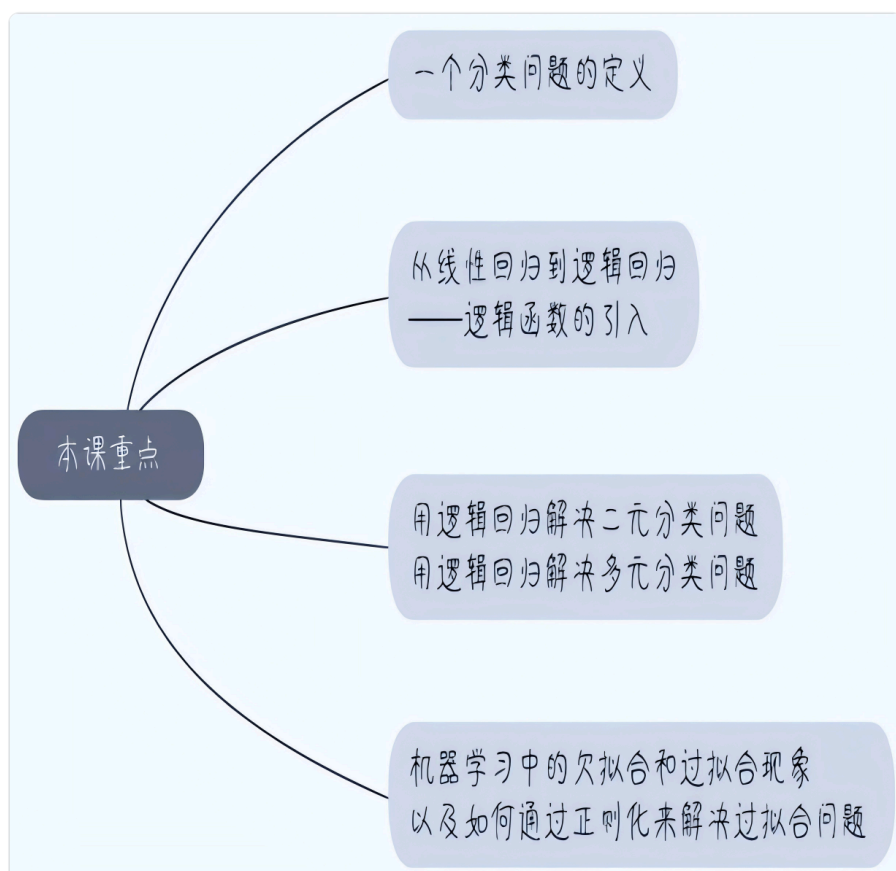 一个分类问题的定义
从线性回归到逻辑回归
——逻辑函数的引入
本课重点
用逻辑回归解决二元分类问题
用逻辑回归解决多元分类问题
机器学习中的欠拟合和过拟合现象
以及如何通过正则化来解决过拟合问题